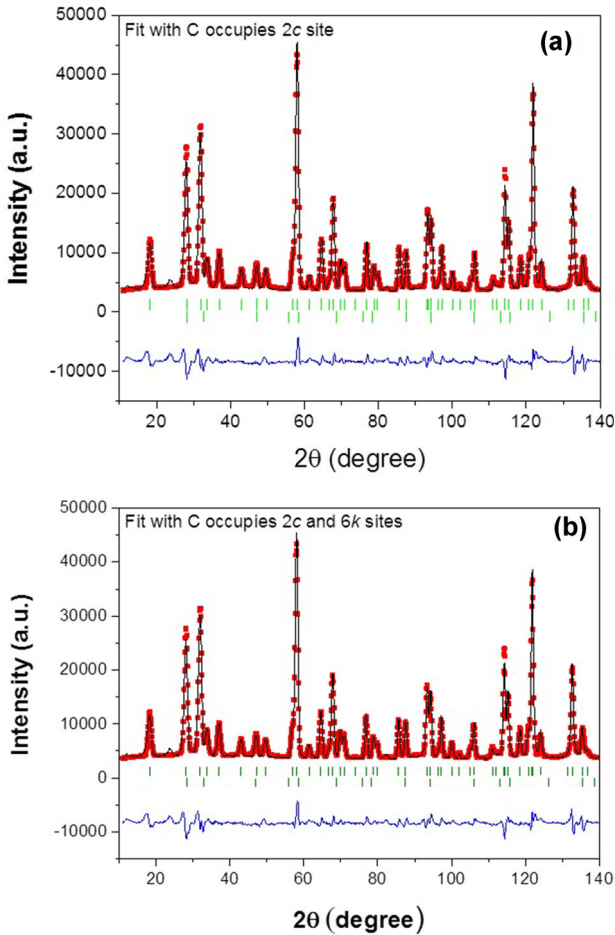 Fit with C occupies 2c site
(a)
50000
40000
30000
20000
10000
0
-10000
Intensity (a.u.)
20 40 60 80 100 120 140
2θ (degree)
Fit with C occupies 2c and 6k sites
(b)
50000
40000
30000
20000
10000
0
-10000
Intensity (a.u.)
20 40 60 80 100 120 140
2θ (degree)